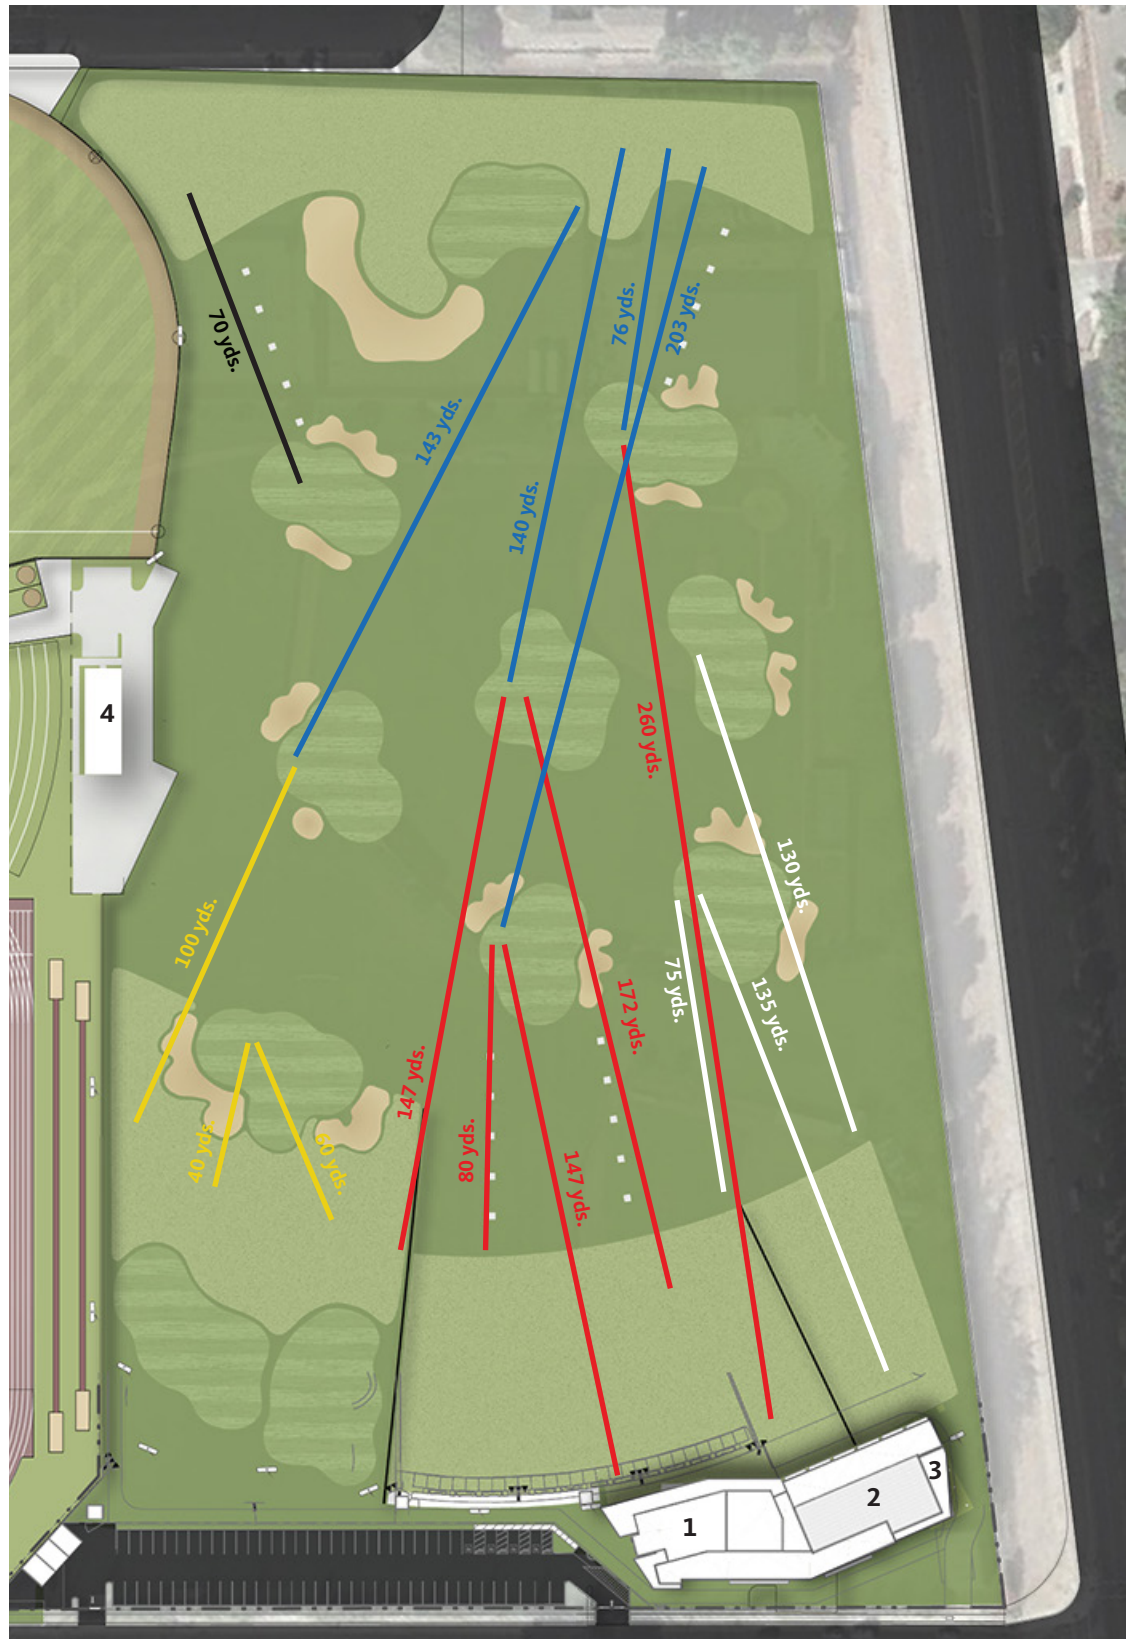 76 yds.
203 yds.
70 yds.
143 yds.
140 yds.
4
260 yds.
130 yds.
100 yds.
75 yds.
172 yds.
135 yds.
147 yds.
40 yds.
60 yds.
80 yds.
147 yds.
3
2
1